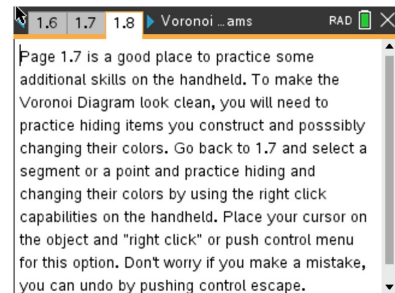 1.6 1.7 1.8 Voronoi ...ams RAD
Page 1.7 is a good place to practice some
additional skills on the handheld. To make the
Voronoi Diagram look clean, you will need to
practice hiding items you construct and posssibly
changing their colors. Go back to 1.7 and select a
segment or a point and practice hiding and
changing their colors by using the right click
capabilities on the handheld. Place your cursor on
the object and "right click" or push control menu
for this option. Don't worry if you make a mistake,
you can undo by pushing control escape.